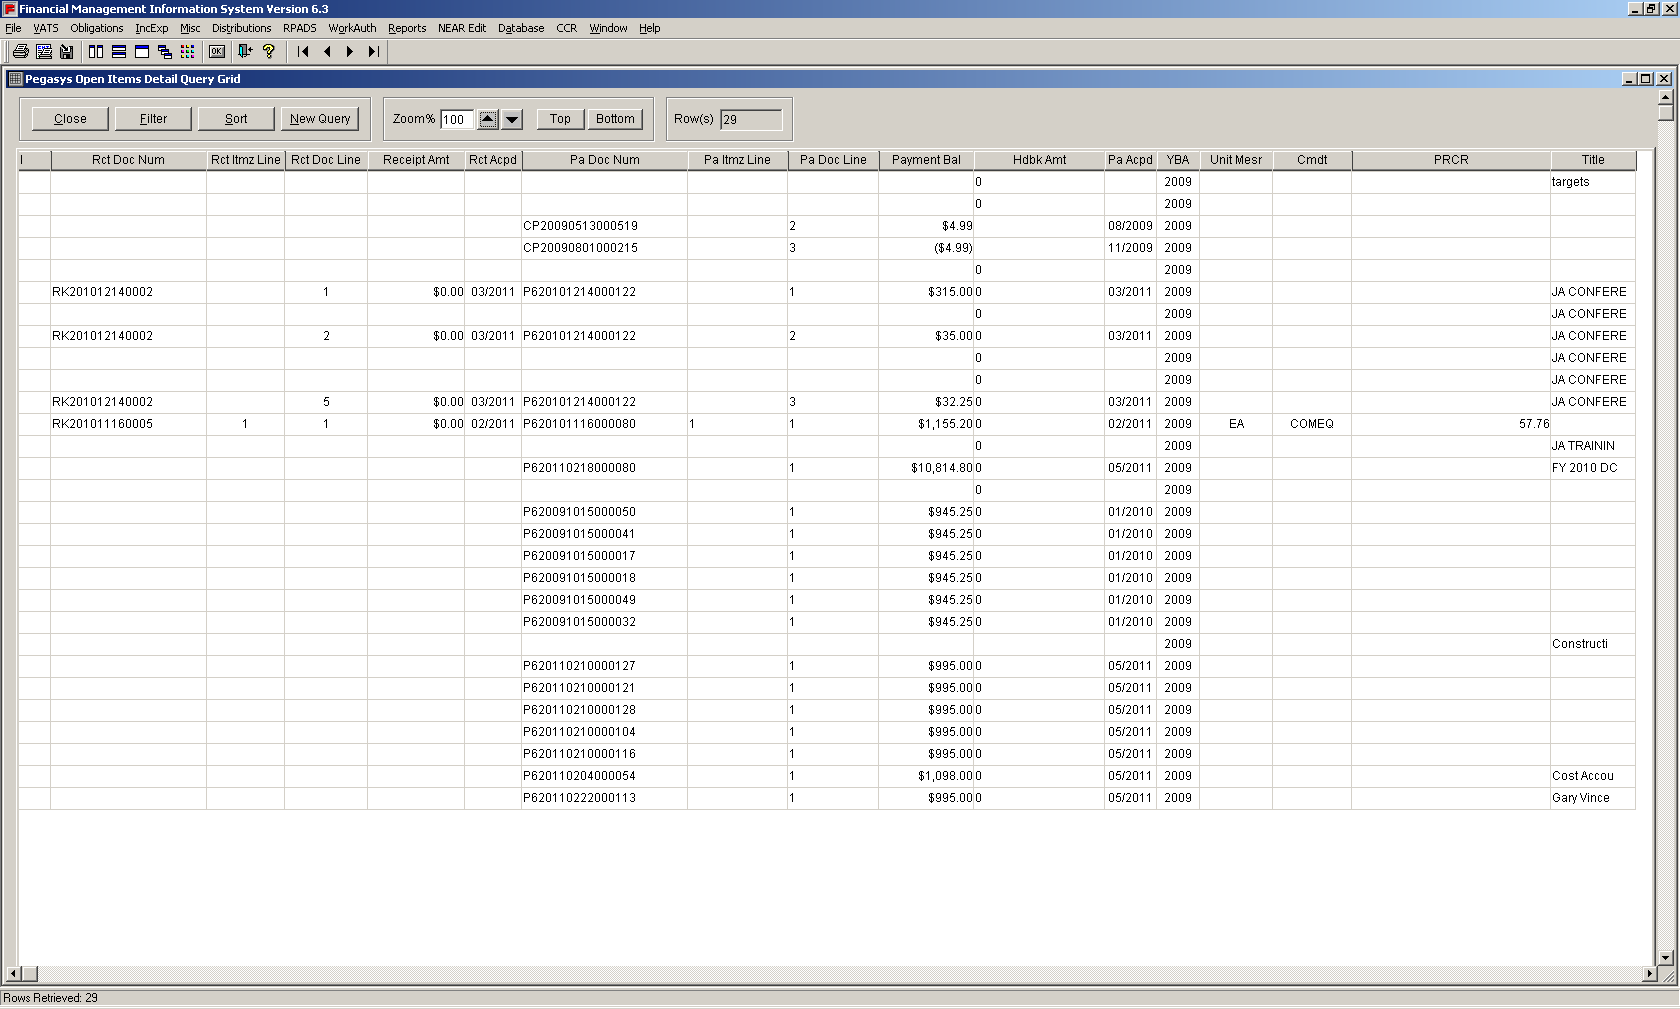 Financial Management Information System Version 6.3
File VATS Obligations IncExp Misc Distributions RPADS WorkAuth Reports NEAR Edit Database CCR Window Help
OK
Pegasys Open Items Detail Query Grid
Close Filter Sort New Query Zoom% 100 Top Bottom Row(s) 29
l Rct Doc Num Rct Itmz Line Rct Doc Line Receipt Amt Rct Acpd Pa Doc Num Pa Itmz Line Pa Doc Line Payment Bal Hdbk Amt Pa Acpd YBA Unit Mesr Cmdt PRCR Title
0 2009 targets
0 2009
CP20090513000519 2 $4.99 08/2009 2009
CP20090801000215 3 ($4.99) 11/2009 2009
0 2009
RK201012140002 1 $0.00 03/2011 P620101214000122 1 $315.00 0 03/2011 2009 JA CONFERE
0 2009 JA CONFERE
RK201012140002 2 $0.00 03/2011 P620101214000122 2 $35.00 0 03/2011 2009 JA CONFERE
0 2009 JA CONFERE
0 2009 JA CONFERE
RK201012140002 5 $0.00 03/2011 P620101214000122 3 $32.25 0 03/2011 2009 JA CONFERE
RK201011160005 1 1 $0.00 02/2011 P620101116000080 1 1 $1,155.20 0 02/2011 2009 EA COMEQ 57.76
0 2009 JA TRAININ
P620110218000080 1 $10,814.80 0 05/2011 2009 FY 2010 DC
0 2009
P620091015000050 1 $945.25 0 01/2010 2009
P620091015000041 1 $945.25 0 01/2010 2009
P620091015000017 1 $945.25 0 01/2010 2009
P620091015000018 1 $945.25 0 01/2010 2009
P620091015000049 1 $945.25 0 01/2010 2009
P620091015000032 1 $945.25 0 01/2010 2009
2009 Constructi
P620110210000127 1 $995.00 0 05/2011 2009
P620110210000121 1 $995.00 0 05/2011 2009
P620110210000128 1 $995.00 0 05/2011 2009
P620110210000104 1 $995.00 0 05/2011 2009
P620110210000116 1 $995.00 0 05/2011 2009
P620110204000054 1 $1,098.00 0 05/2011 2009 Cost Accou
P620110222000113 1 $995.00 0 05/2011 2009 Gary Vince
Rows Retrieved: 29